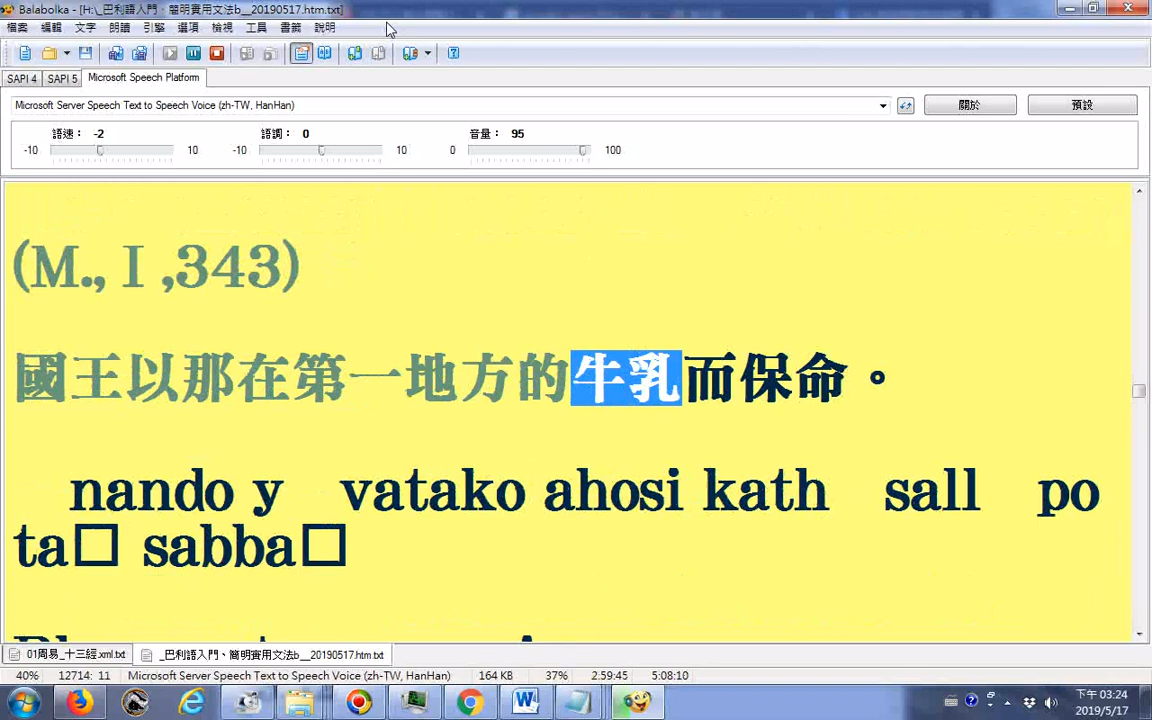 Balabolka - [H:\_巴利語入門、簡明實用文法b__20190517.htm.txt]
檔案 編輯 文字 朗讀 引擎 選項 檢視 工具 書籤 說明
SAPI 4 SAPI 5 Microsoft Speech Platform
Microsoft Server Speech Text to Speech Voice (zh-TW, HanHan) 關於 預設
語速： -2 語調： 0 音量： 95
-10 10 -10 10 0 100
(M., I ,343)
國王以那在第一地方的牛乳而保命。
nando y vatako ahosi kath sall po
ta□ sabba□
01周易_十三經.xml.txt _巴利語入門、簡明實用文法b__20190517.htm.txt
40% 12714: 11 Microsoft Server Speech Text to Speech Voice (zh-TW, HanHan) 164 KB 37% 2:59:45 5:08:10
下午 03:24
2019/5/17